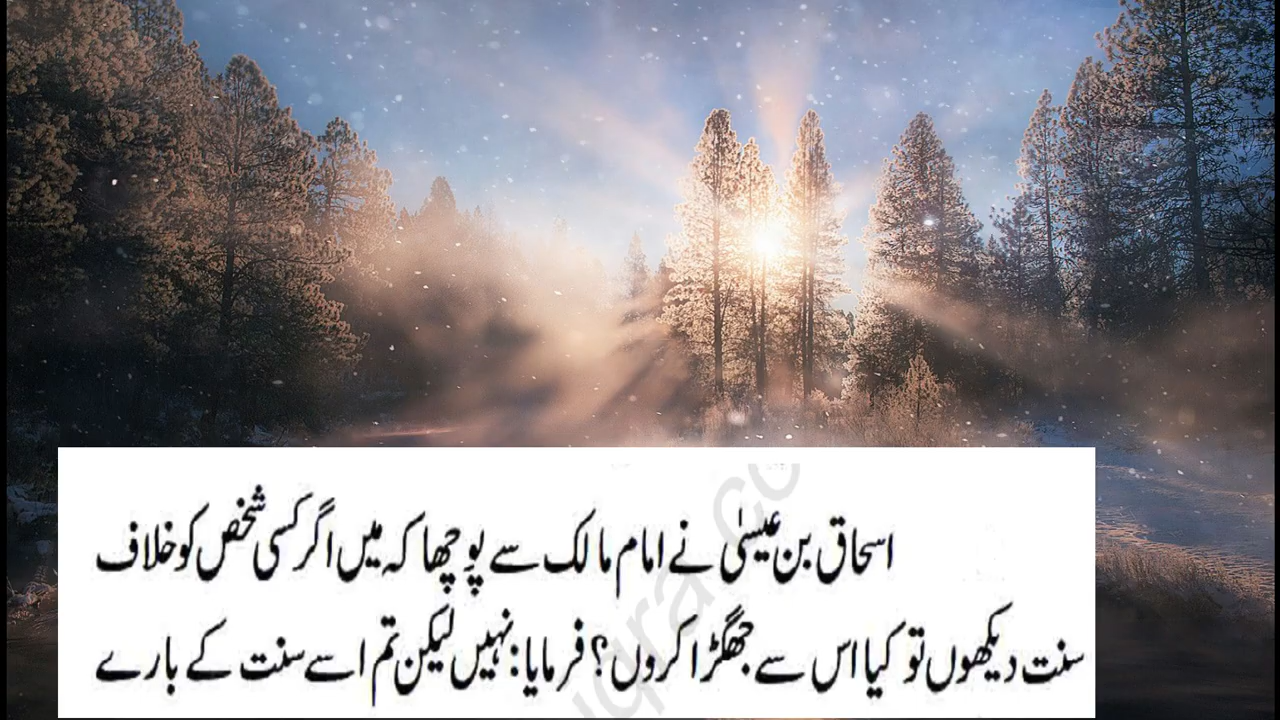 اسحاق بن عیسیٰ نے امام مالک سے پوچھا کہ میں اگر کسی شخص کو خلاف
سنت دیکھوں تو کیا اس سے جھگڑا کروں؟ فرمایا: نہیں لیکن تم اسے سنت کے بارے